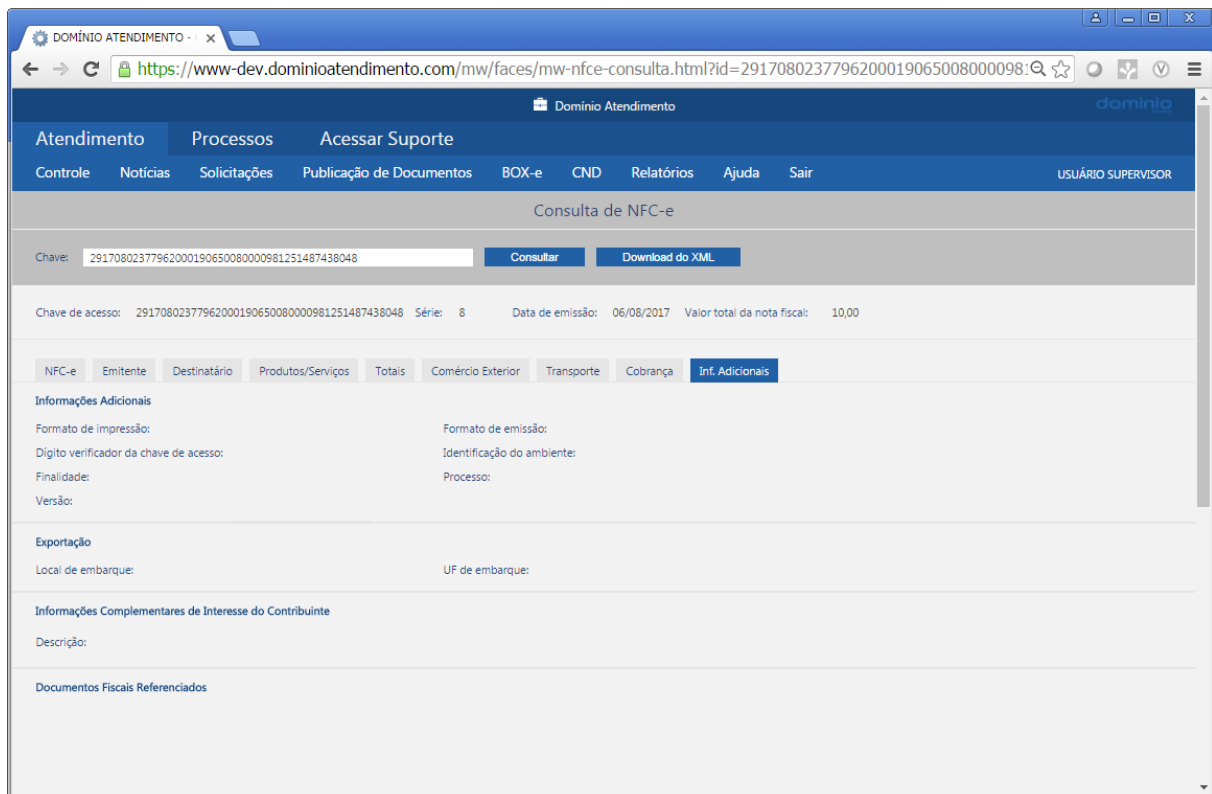 DOMÍNIO ATENDIMENTO -
https://www-dev.dominioatendimento.com/mw/faces/mw-nfce-consulta.html?id=29170802377962000190650080000981
Domínio Atendimento
domínio
Atendimento Processos Acessar Suporte
Controle Notícias Solicitações Publicação de Documentos BOX-e CND Relatórios Ajuda Sair USUÁRIO SUPERVISOR
Consulta de NFC-e
Chave: 29170802377962000190650080000981251487438048 Consultar Download do XML
Chave de acesso: 29170802377962000190650080000981251487438048 Série: 8 Data de emissão: 06/08/2017 Valor total da nota fiscal: 10,00
NFC-e Emitente Destinatário Produtos/Serviços Totais Comércio Exterior Transporte Cobrança Inf. Adicionais
Informações Adicionais
Formato de impressão: Formato de emissão:
Dígito verificador da chave de acesso: Identificação do ambiente:
Finalidade: Processo:
Versão:
Exportação
Local de embarque: UF de embarque:
Informações Complementares de Interesse do Contribuinte
Descrição:
Documentos Fiscais Referenciados